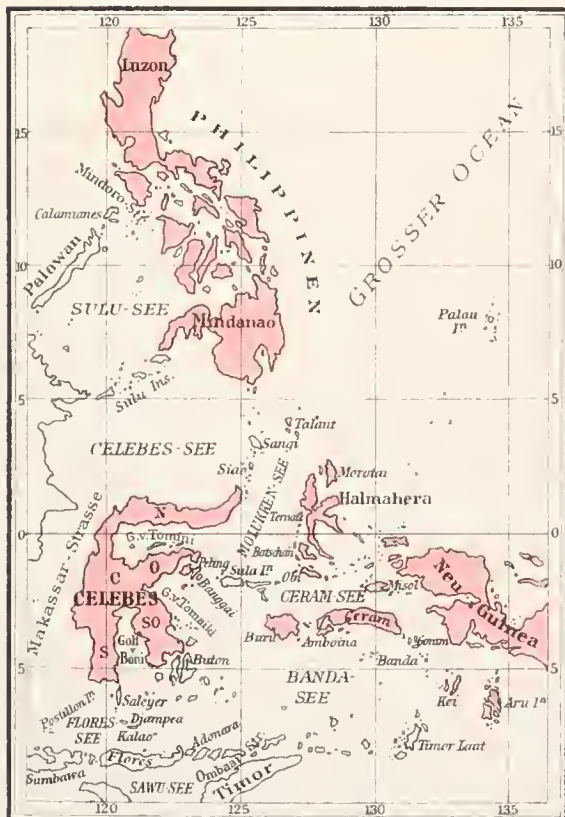 120
125
130
135
Luzon
15
15
PHILIPPINEN
GROSSER OCEAN
Mindoro-Str.
Calamianes
Palawan
10
10
SULU-SEE
Mindanao
Palau
Iⁿ
5
5
Sulu Ins.
Talaut
Sangi
CELEBES-SEE
Siao
MOLUKKEN-SEE
Morotai
Halmahera
Makassar-Strasse
N
Ternate
0
0
G.v.Tomini
Batschan
O
Peling
Banggai
Sula Iⁿ
Obi
C
CELEBES
CERAM-SEE
Misol
Neu
Guinea
G.v.Tomaiki
SO
Buru
Ceram
Amboina
Goram
S
Golf
v.
Boni
Buton
Banda
5
5
BANDA-
SEE
Kei
Aru Iⁿ
Postillon Iⁿ
Saleyer
FLORES
SEE
Djampea
Kalao
Adonara
Timor Laut
Flores
Ombaai Str.
Sumbawa
Timor
SAWU-SEE
120
125
130
135